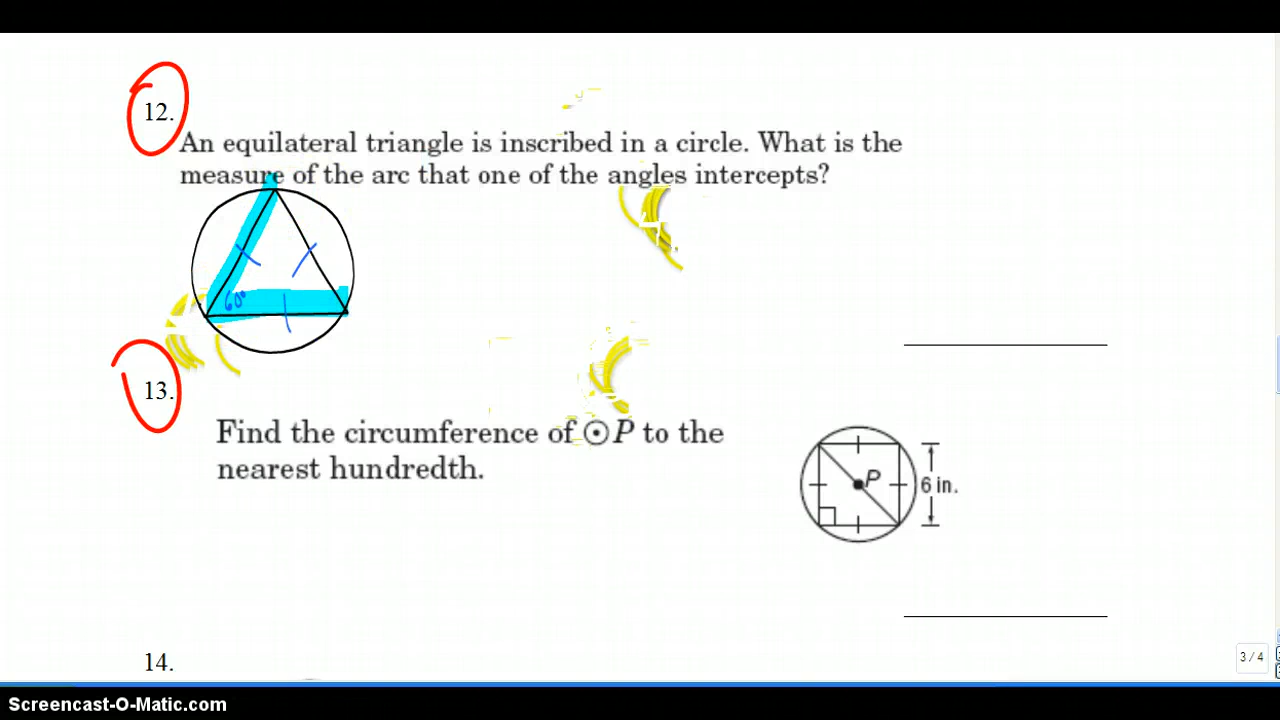 12.
An equilateral triangle is inscribed in a circle. What is the
measure of the arc that one of the angles intercepts?
60°
13.
Find the circumference of ⊙P to the
nearest hundredth.
P
6 in.
14.
3 / 4
Screencast-O-Matic.com